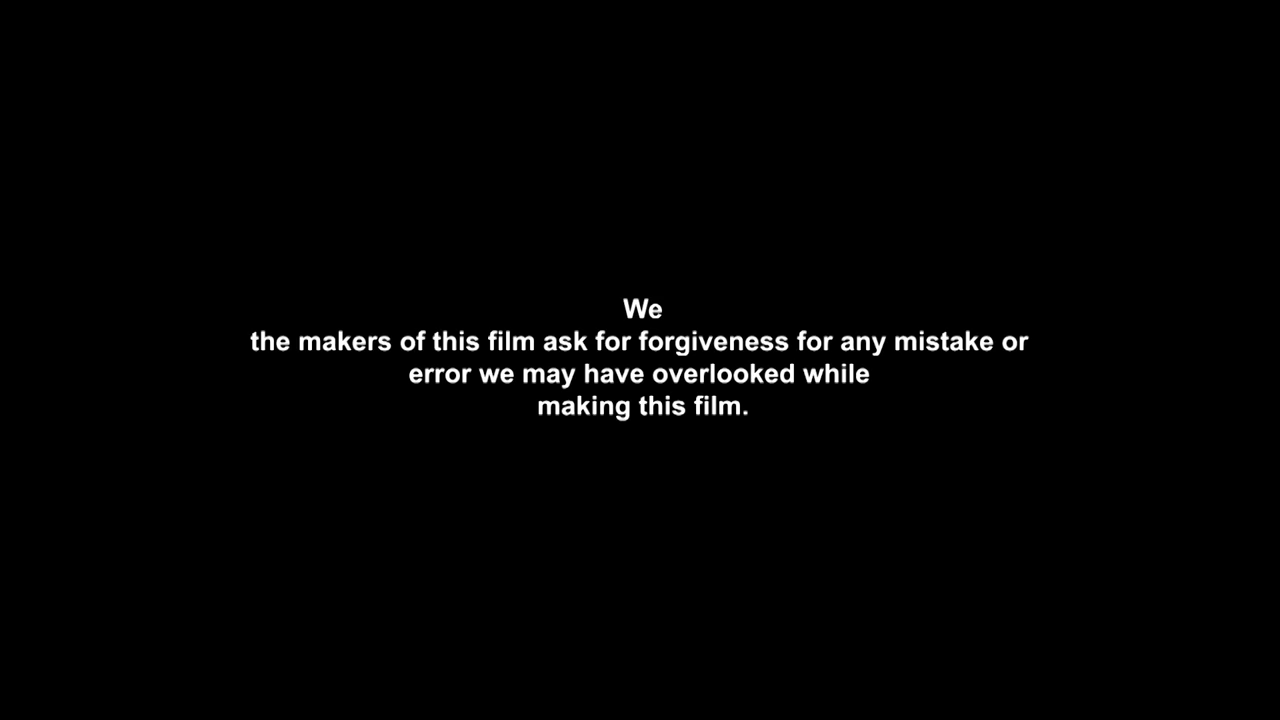 We
the makers of this film ask for forgiveness for any mistake or
error we may have overlooked while
making this film.